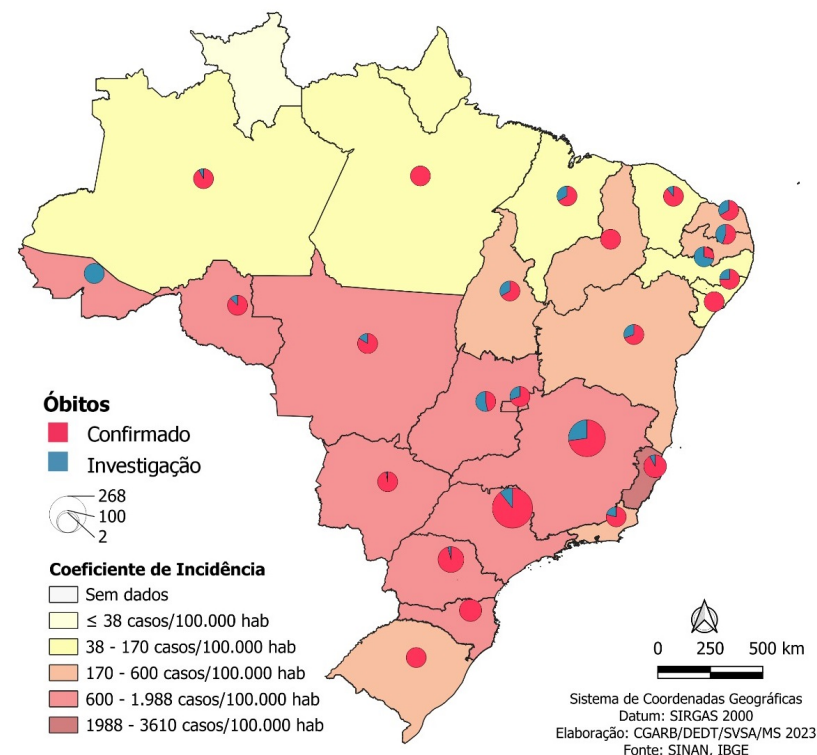 Óbitos
Confirmado
Investigação
268
100
2
Coeficiente de Incidência
Sem dados
≤ 38 casos/100.000 hab
38 - 170 casos/100.000 hab
170 - 600 casos/100.000 hab
600 - 1.988 casos/100.000 hab
1988 - 3610 casos/100.000 hab
0 250 500 km
Sistema de Coordenadas Geográficas
Datum: SIRGAS 2000
Elaboração: CGARB/DEDT/SVSA/MS 2023
Fonte: SINAN, IBGE